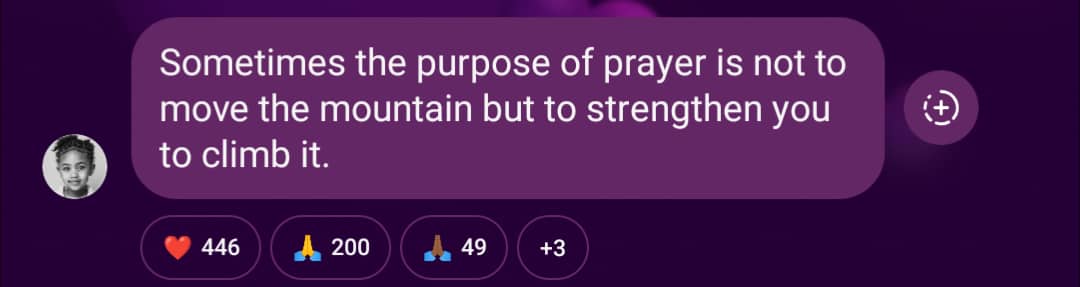 Sometimes the purpose of prayer is not to
move the mountain but to strengthen you
to climb it.
❤️ 446 🙏 200 🙏🏾 49 +3